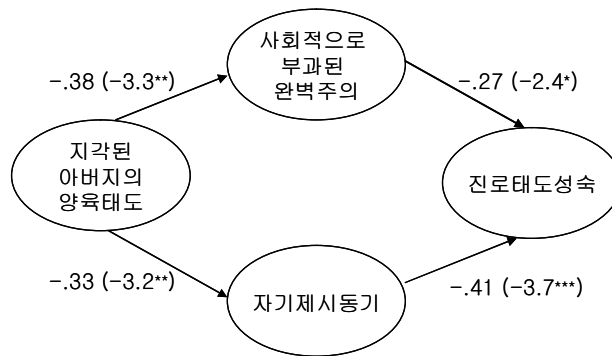 사회적으로
부과된
완벽주의
-.38 (-3.3**)
-.27 (-2.4*)
지각된
아버지의
양육태도
진로태도성숙
-.33 (-3.2**)
자기제시동기
-.41 (-3.7***)